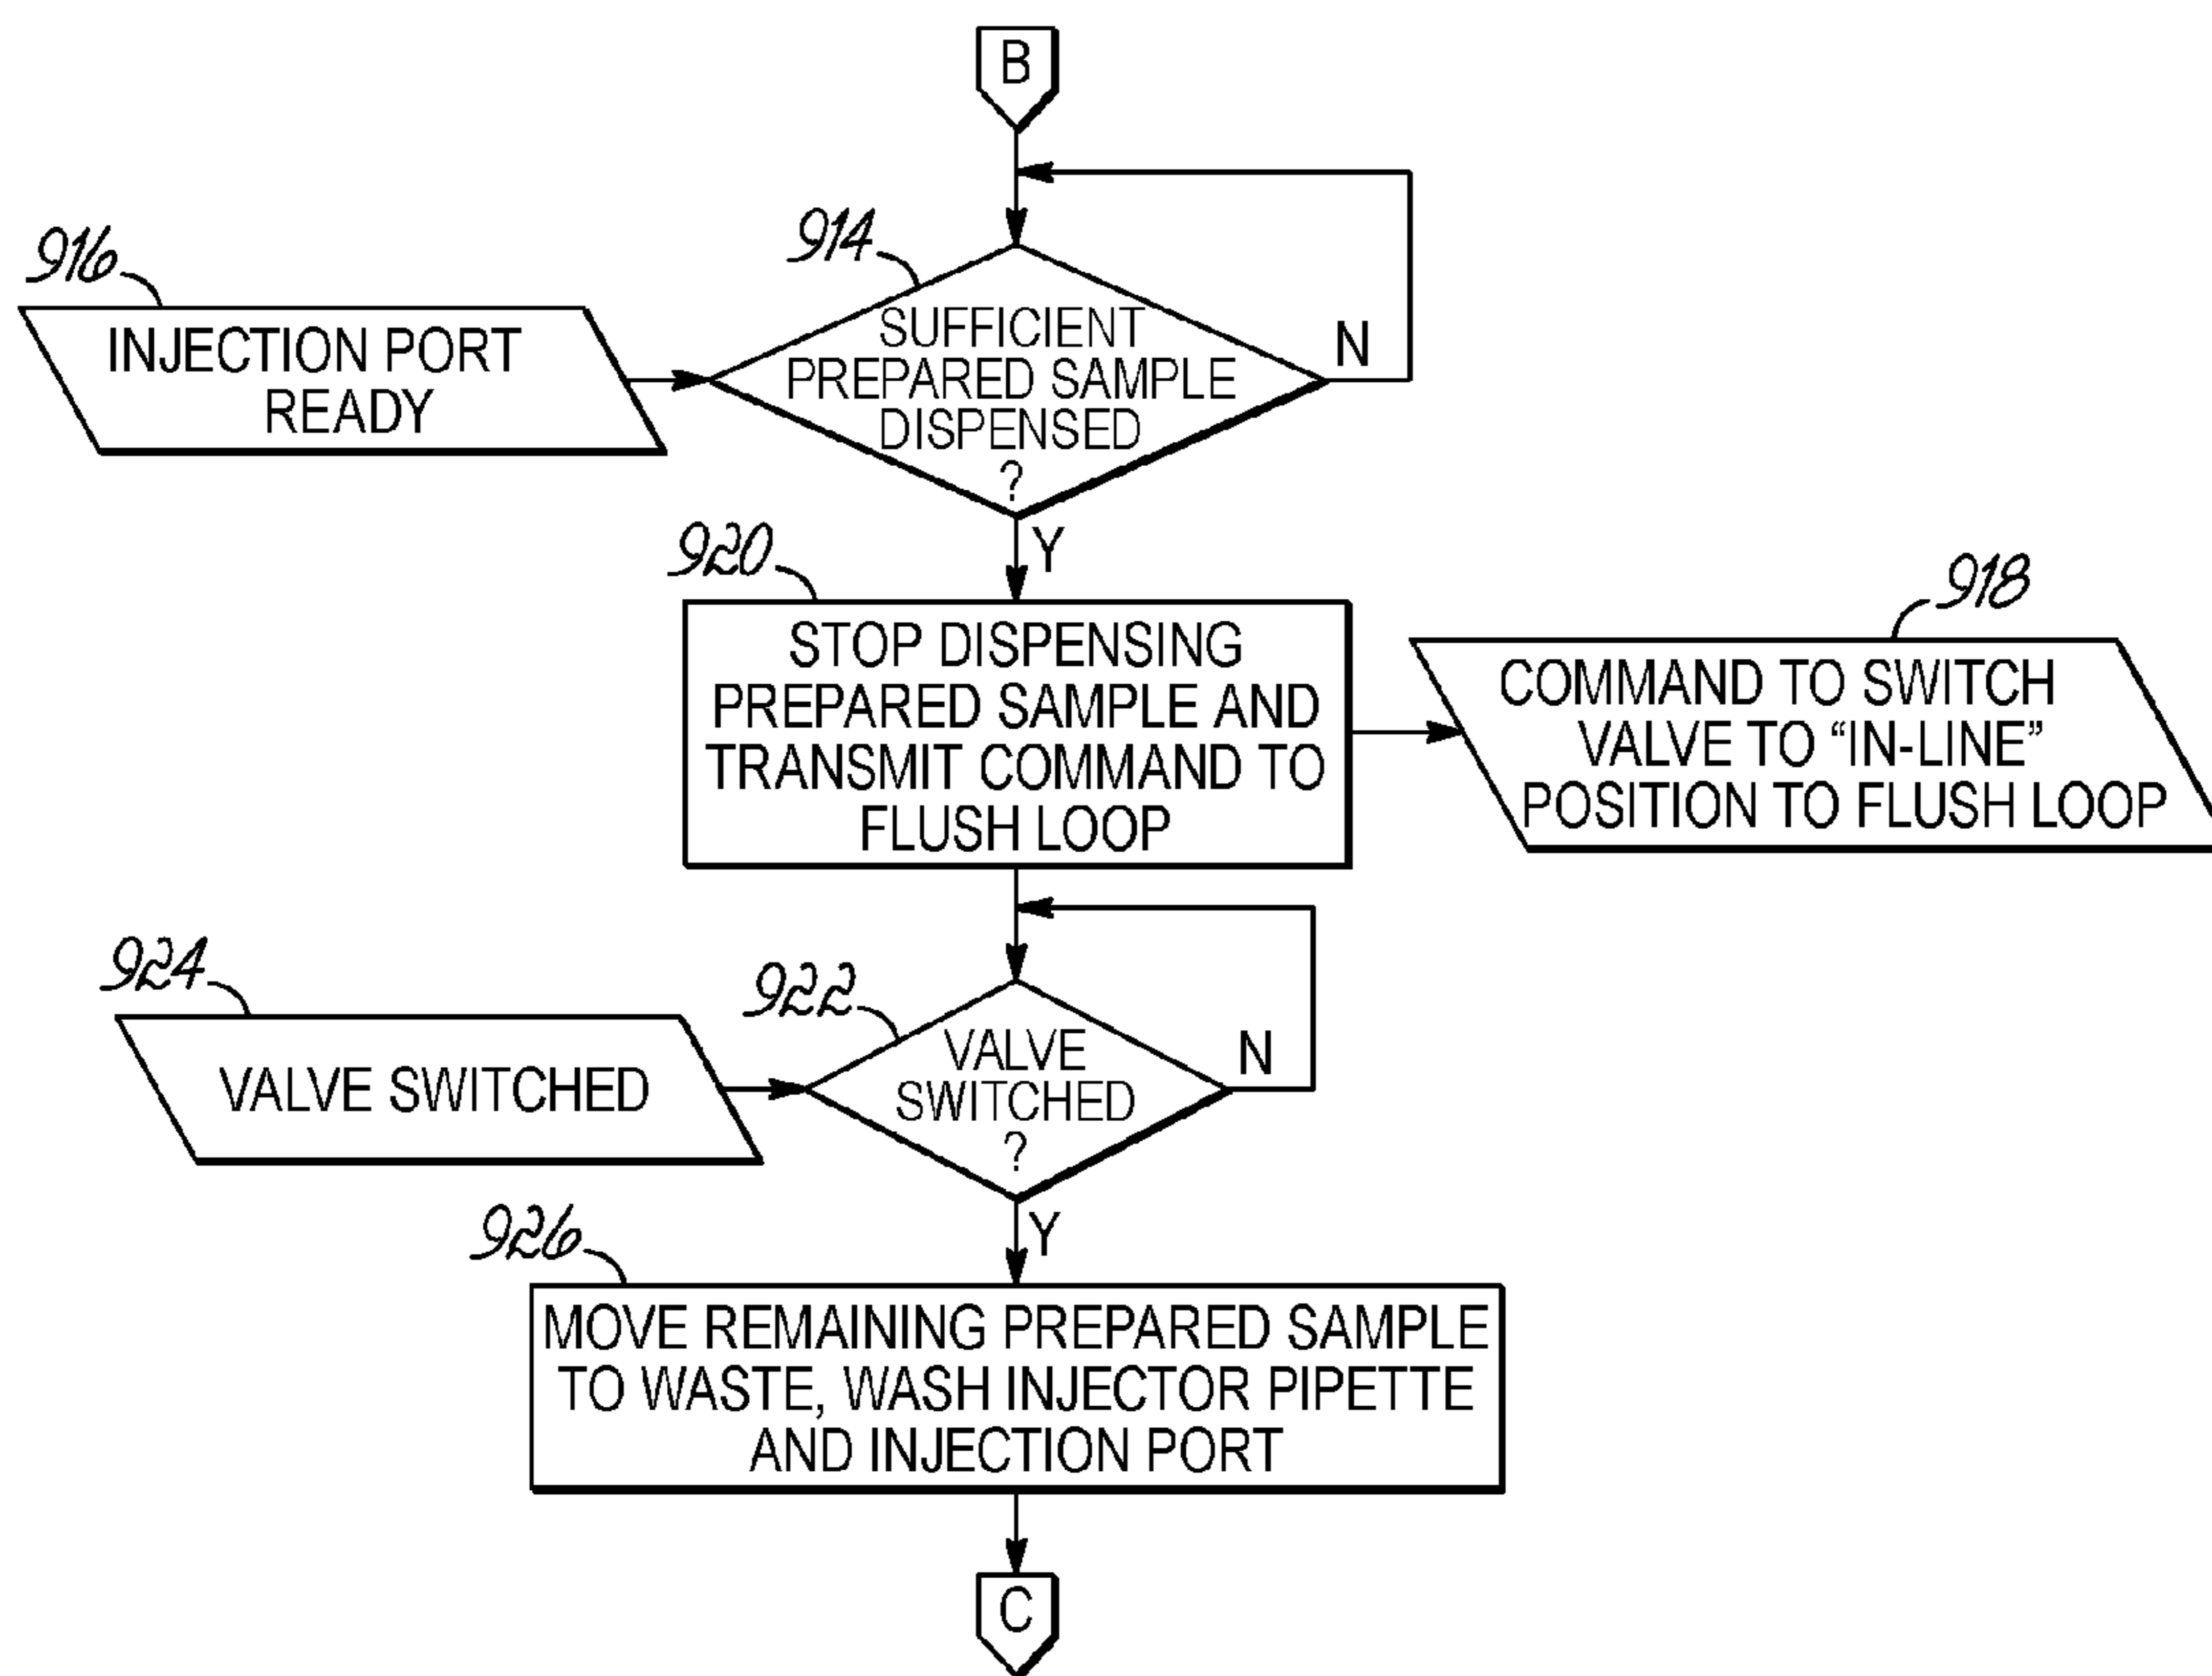 B
914
916
INJECTION PORT
READY
SUFFICIENT
PREPARED SAMPLE
DISPENSED
?
N
Y
920
STOP DISPENSING
PREPARED SAMPLE AND
TRANSMIT COMMAND TO
FLUSH LOOP
918
COMMAND TO SWITCH
VALVE TO “IN-LINE”
POSITION TO FLUSH LOOP
924
VALVE SWITCHED
922
VALVE
SWITCHED
?
N
Y
926
MOVE REMAINING PREPARED SAMPLE
TO WASTE, WASH INJECTOR PIPETTE
AND INJECTION PORT
C